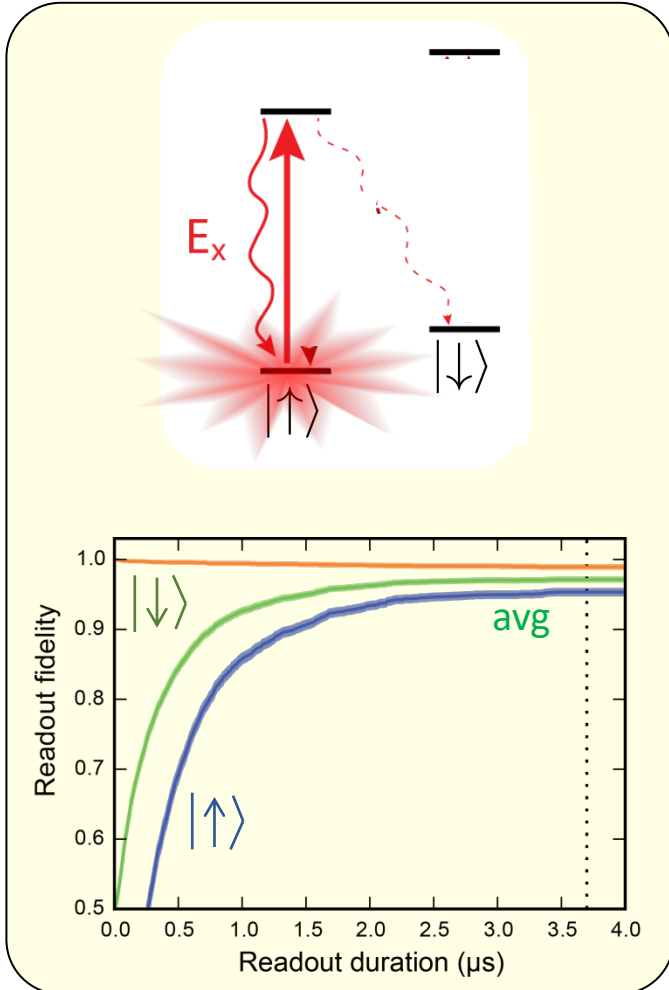 Eₓ
|↓⟩
|↑⟩
Readout fidelity
1.0
0.9
0.8
0.7
0.6
0.5
|↓⟩
avg
|↑⟩
0.0 0.5 1.0 1.5 2.0 2.5 3.0 3.5 4.0
Readout duration (μs)